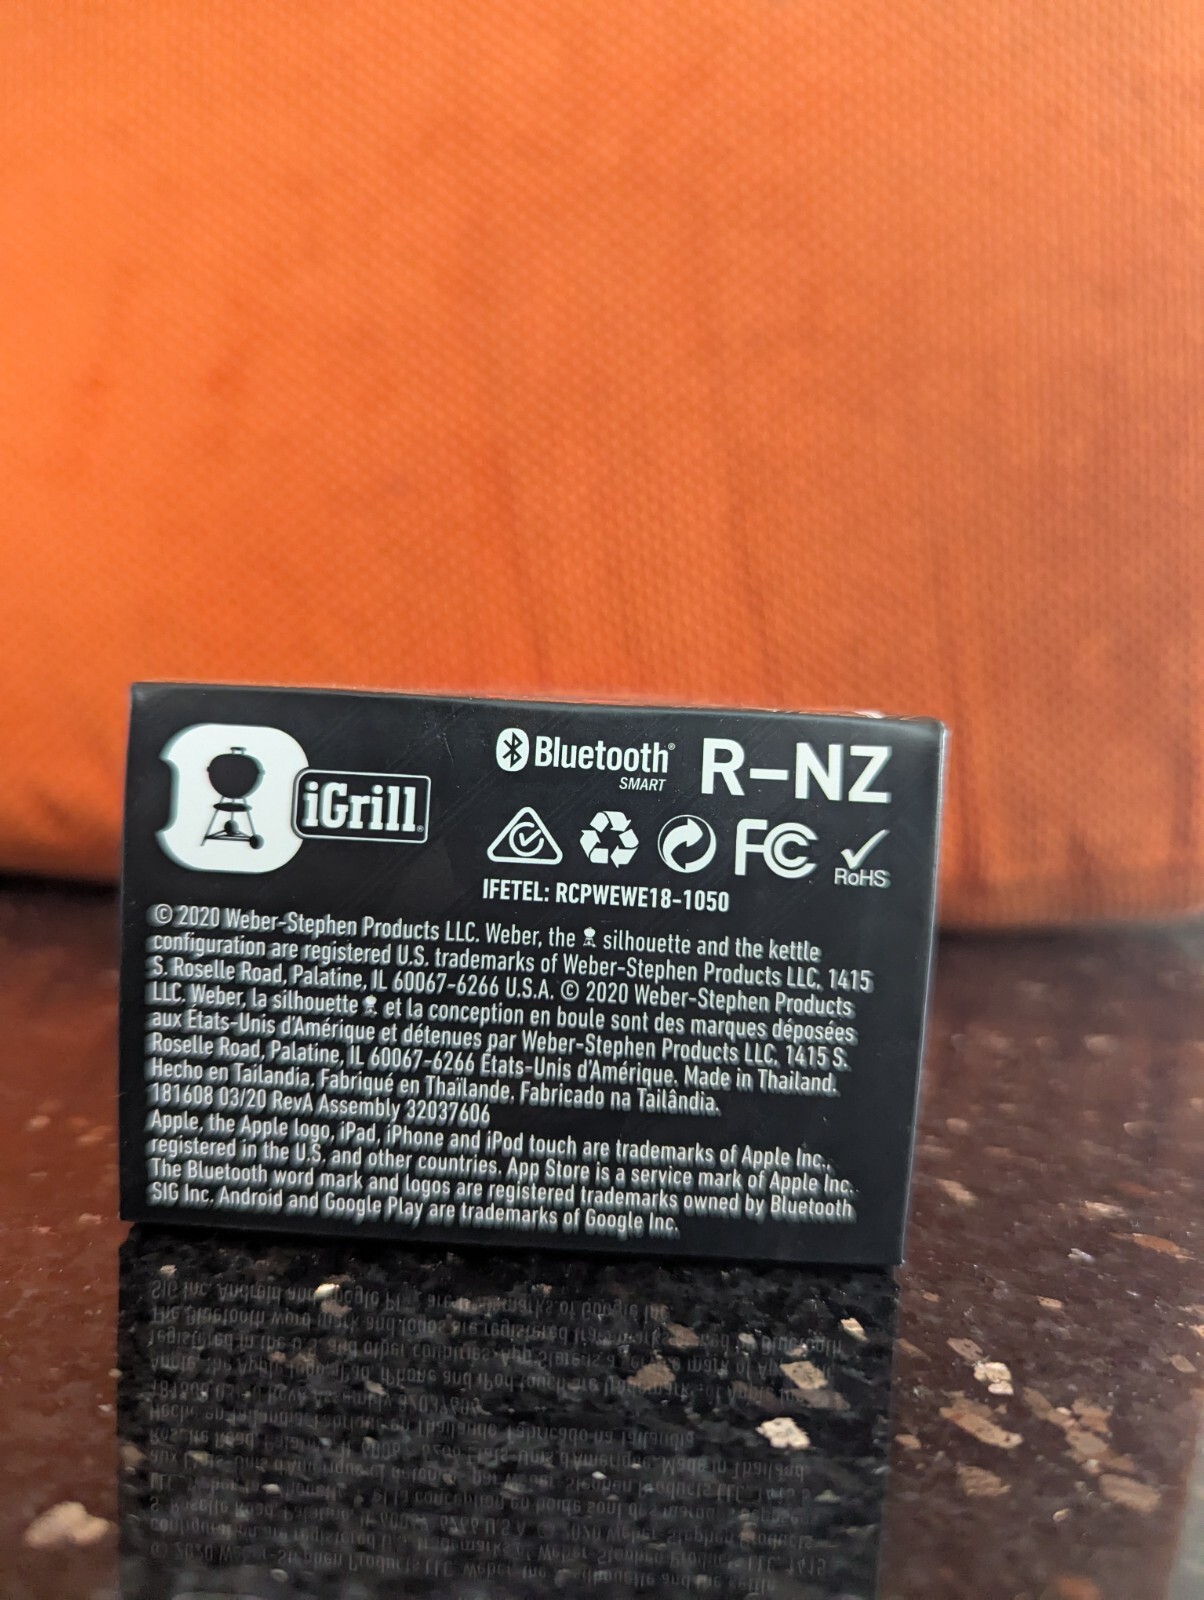 iGrill®
Bluetooth®
SMART
R-NZ
FC
RoHS
IFETEL: RCPWEWE18-1050
© 2020 Weber-Stephen Products LLC. Weber, the silhouette and the kettle
configuration are registered U.S. trademarks of Weber-Stephen Products LLC, 1415
S. Roselle Road, Palatine, IL 60067-6266 U.S.A. © 2020 Weber-Stephen Products
LLC. Weber, la silhouette et la conception en boule sont des marques déposées
aux États-Unis d'Amérique et détenues par Weber-Stephen Products LLC, 1415 S.
Roselle Road, Palatine, IL 60067-6266 États-Unis d'Amérique. Made in Thailand.
Hecho en Tailandia, Fabriqué en Thaïlande, Fabricado na Tailândia.
181608 03/20 RevA Assembly 32037606
Apple, the Apple logo, iPad, iPhone and iPod touch are trademarks of Apple Inc.,
registered in the U.S. and other countries. App Store is a service mark of Apple Inc.
The Bluetooth word mark and logos are registered trademarks owned by Bluetooth
SIG Inc. Android and Google Play are trademarks of Google Inc.